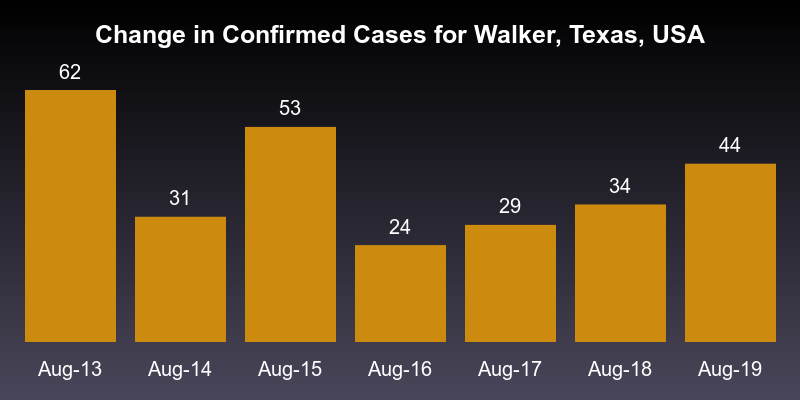 Change in Confirmed Cases for Walker, Texas, USA
62
31
53
24
29
34
44
Aug-13
Aug-14
Aug-15
Aug-16
Aug-17
Aug-18
Aug-19